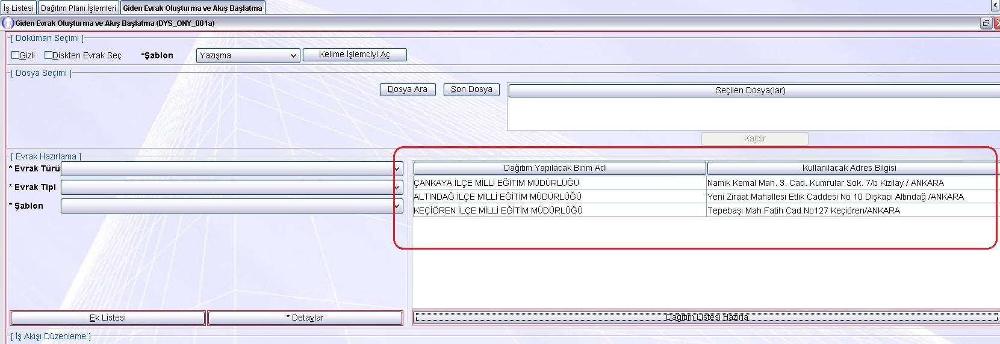 İş Listesi Dağıtım Planı İşlemleri Giden Evrak Oluşturma ve Akış Başlatma
Giden Evrak Oluşturma ve Akış Başlatma (DYS_ONY_001a)
[ Doküman Seçimi ]
Gizli Diskten Evrak Seç *Şablon Yazışma Kelime İşlemciyi Aç
[ Dosya Seçimi ]
Dosya Ara Son Dosya Seçilen Dosya(lar)
Kaldır
[ Evrak Hazırlama ]
* Evrak Türü Dağıtım Yapılacak Birim Adı Kullanılacak Adres Bilgisi
ÇANKAYA İLÇE MİLLİ EĞİTİM MÜDÜRLÜĞÜ Namik Kemal Mah. 3. Cad. Kumrular Sok. 7/b Kizilay / ANKARA
* Evrak Tipi ALTINDAĞ İLÇE MİLLİ EĞİTİM MÜDÜRLÜĞÜ Yeni Ziraat Mahallesi Etlik Caddesi No 10 Dışkapı Altındağ /ANKARA
* Şablon KEÇİÖREN İLÇE MİLLİ EĞİTİM MÜDÜRLÜĞÜ Tepebaşı Mah.Fatih Cad.No127 Keçiören/ANKARA
Ek Listesi * Detaylar Dağıtım Listesi Hazırla
[ İş Akışı Düzenleme ]